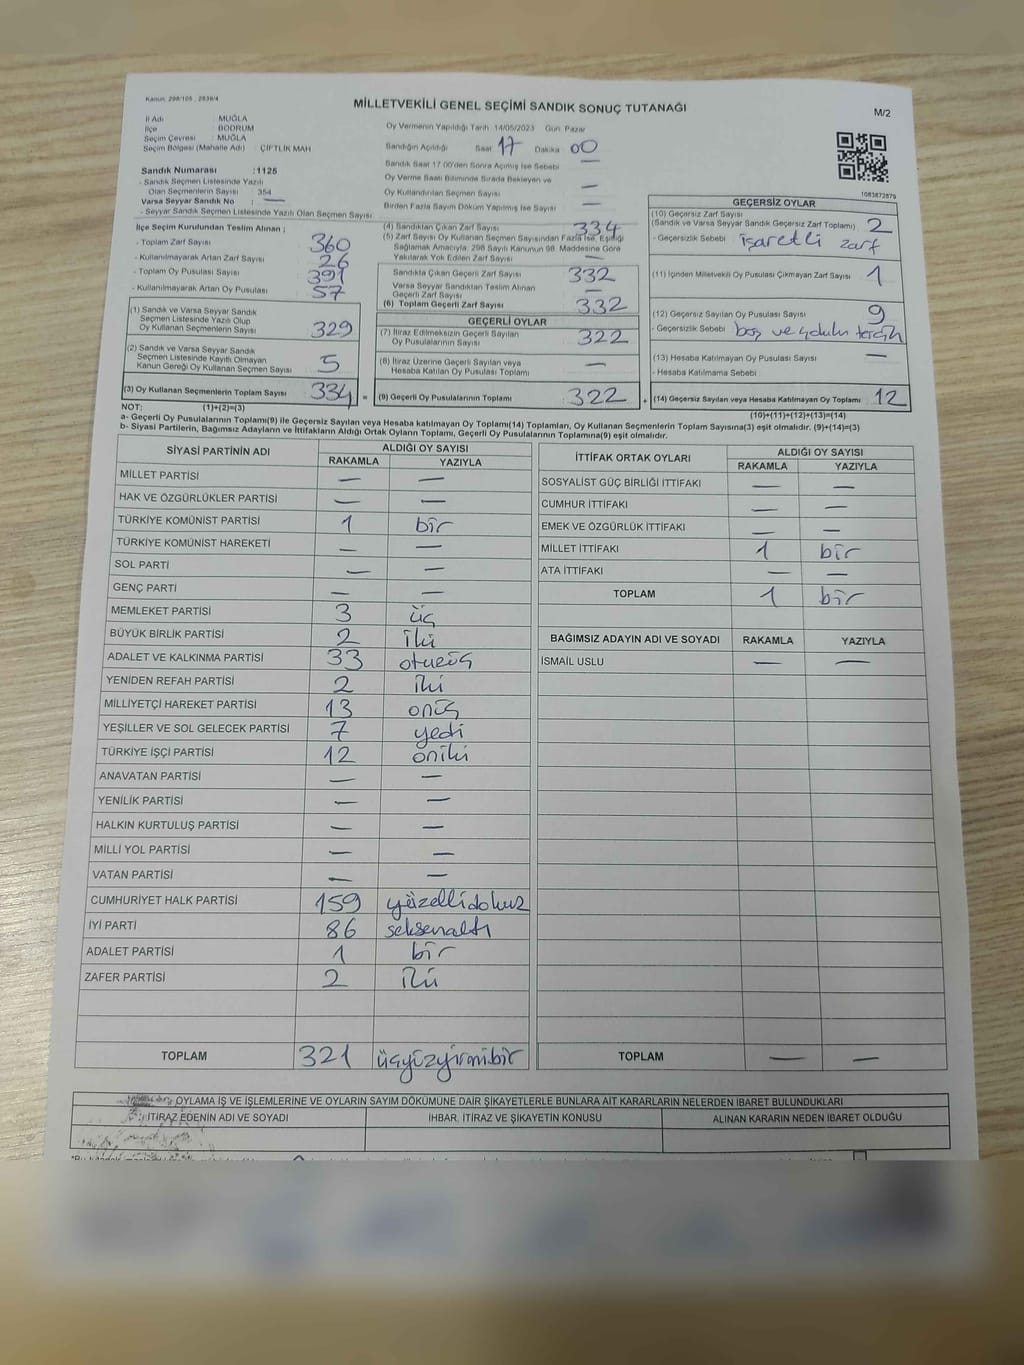 Kanun: 298/105 , 2839/4
MİLLETVEKİLİ GENEL SEÇİMİ SANDIK SONUÇ TUTANAĞI
M/2
İl Adı : MUĞLA
İlçe : BODRUM
Seçim Çevresi : MUĞLA
Seçim Bölgesi (Mahalle Adı) : ÇİFTLİK MAH
Sandık Numarası :1125
- Sandık Seçmen Listesinde Yazılı
Olan Seçmenlerin Sayısı 354
Varsa Seyyar Sandık No : —
- Seyyar Sandık Seçmen Listesinde Yazılı Olan Seçmen Sayısı
Oy Vermenin Yapıldığı Tarih :14/05/2023 Gün :Pazar
Sandığın Açıldığı Saat 17 Dakika 00
Sandık Saat 17.00'den Sonra Açılmış İse Sebebi —
Oy Verme Saati Bitiminde Sırada Bekleyen ve
Oy Kullandırılan Seçmen Sayısı —
Birden Fazla Sayım Döküm Yapılmış İse Sayısı —
1083872879
İlçe Seçim Kurulundan Teslim Alınan ;
- Toplam Zarf Sayısı 360
- Kullanılmayarak Artan Zarf Sayısı 26
- Toplam Oy Pusulası Sayısı 391
- Kullanılmayarak Artan Oy Pusulası 57
(4) Sandıktan Çıkan Zarf Sayısı 334
(5) Zarf Sayısı Oy Kullanan Seçmen Sayısından Fazla İse, Eşitliği
Sağlamak Amacıyla, 298 Sayılı Kanunun 98. Maddesine Göre
Yakılarak Yok Edilen Zarf Sayısı —
Sandıkta Çıkan Geçerli Zarf Sayısı 332
Varsa Seyyar Sandıktan Teslim Alınan
Geçerli Zarf Sayısı —
(6) Toplam Geçerli Zarf Sayısı 332
GEÇERSİZ OYLAR
(10) Geçersiz Zarf Sayısı
(Sandık ve Varsa Seyyar Sandık Geçersiz Zarf Toplamı) 2
- Geçersizlik Sebebi işaretli zarf
(11) İçinden Milletvekili Oy Pusulası Çıkmayan Zarf Sayısı 1
(12) Geçersiz Sayılan Oy Pusulası Sayısı 9
- Geçersizlik Sebebi boş ve çoklu tercih
(13) Hesaba Katılmayan Oy Pusulası Sayısı —
- Hesaba Katılmama Sebebi
(1) Sandık ve Varsa Seyyar Sandık
Seçmen Listesinde Yazılı Olup
Oy Kullanan Seçmenlerin Sayısı 329
(2) Sandık ve Varsa Seyyar Sandık
Seçmen Listesinde Kayıtlı Olmayan
Kanun Gereği Oy Kullanan Seçmen Sayısı 5
GEÇERLİ OYLAR
(7) İtiraz Edilmeksizin Geçerli Sayılan
Oy Pusulalarının Sayısı 322
(8) İtiraz Üzerine Geçerli Sayılan veya
Hesaba Katılan Oy Pusulası Toplamı —
(3) Oy Kullanan Seçmenlerin Toplam Sayısı 334 = (9) Geçerli Oy Pusulalarının Toplamı 322 + (14) Geçersiz Sayılan veya Hesaba Katılmayan Oy Toplamı 12
NOT: (1)+(2)=(3) (10)+(11)+(12)+(13)=(14)
a- Geçerli Oy Pusulalarının Toplamı(9) ile Geçersiz Sayılan veya Hesaba katılmayan Oy Toplamı(14) Toplamları, Oy Kullanan Seçmenlerin Toplam Sayısına(3) eşit olmalıdır. (9)+(14)=(3)
b- Siyasi Partilerin, Bağımsız Adayların ve İttifakların Aldığı Ortak Oyların Toplamı, Geçerli Oy Pusulalarının Toplamına(9) eşit olmalıdır.
SİYASİ PARTİNİN ADI ALDIĞI OY SAYISI
RAKAMLA YAZIYLA
MİLLET PARTİSİ — —
HAK VE ÖZGÜRLÜKLER PARTİSİ — —
TÜRKİYE KOMÜNİST PARTİSİ 1 bir
TÜRKİYE KOMÜNİST HAREKETİ — —
SOL PARTİ — —
GENÇ PARTİ — —
MEMLEKET PARTİSİ 3 üç
BÜYÜK BİRLİK PARTİSİ 2 iki
ADALET VE KALKINMA PARTİSİ 33 otuzüç
YENİDEN REFAH PARTİSİ 2 iki
MİLLİYETÇİ HAREKET PARTİSİ 13 onüç
YEŞİLLER VE SOL GELECEK PARTİSİ 7 yedi
TÜRKİYE İŞÇİ PARTİSİ 12 oniki
ANAVATAN PARTİSİ — —
YENİLİK PARTİSİ — —
HALKIN KURTULUŞ PARTİSİ — —
MİLLİ YOL PARTİSİ — —
VATAN PARTİSİ — —
CUMHURİYET HALK PARTİSİ 159 yüzellidokuz
İYİ PARTİ 86 seksenaltı
ADALET PARTİSİ 1 bir
ZAFER PARTİSİ 2 iki
TOPLAM 321 üçyüzyirmibir
İTTİFAK ORTAK OYLARI ALDIĞI OY SAYISI
RAKAMLA YAZIYLA
SOSYALİST GÜÇ BİRLİĞİ İTTİFAKI — —
CUMHUR İTTİFAKI — —
EMEK VE ÖZGÜRLÜK İTTİFAKI — —
MİLLET İTTİFAKI 1 bir
ATA İTTİFAKI — —
TOPLAM 1 bir
BAĞIMSIZ ADAYIN ADI VE SOYADI RAKAMLA YAZIYLA
İSMAİL USLU — —
TOPLAM — —
OYLAMA İŞ VE İŞLEMLERİNE VE OYLARIN SAYIM DÖKÜMÜNE DAİR ŞİKAYETLERLE BUNLARA AİT KARARLARIN NELERDEN İBARET BULUNDUKLARI
İTİRAZ EDENİN ADI VE SOYADI İHBAR, İTİRAZ VE ŞİKAYETİN KONUSU ALINAN KARARIN NEDEN İBARET OLDUĞU